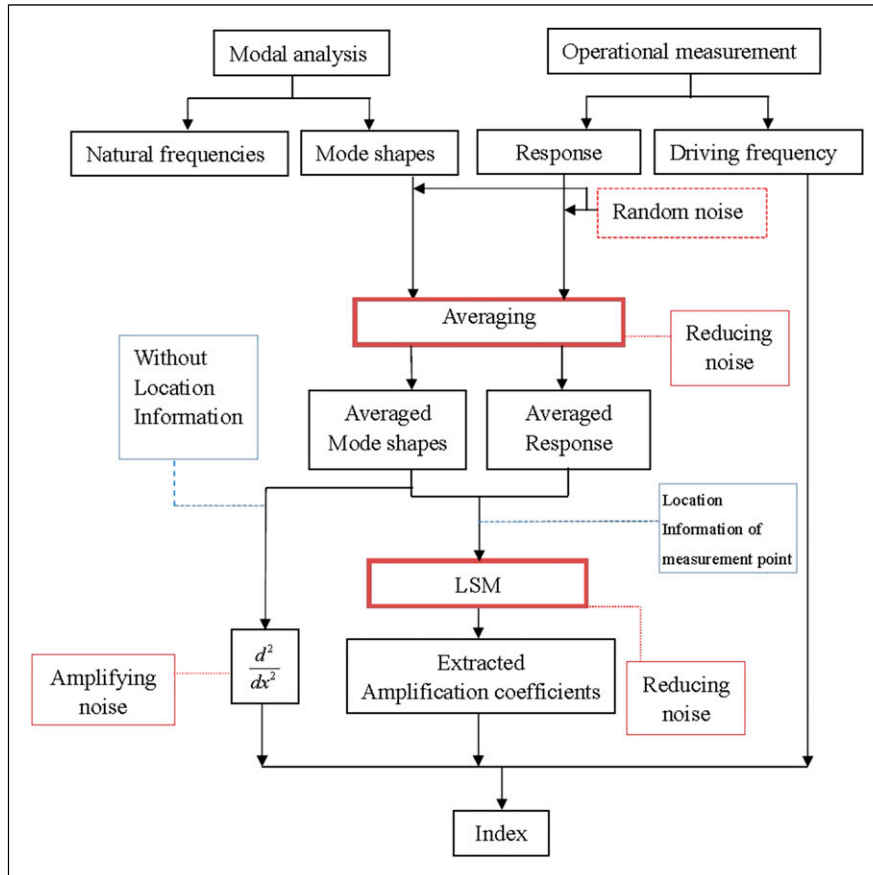 Modal analysis
Operational measurement
Natural frequencies
Mode shapes
Response
Driving frequency
Random noise
Averaging
Reducing
noise
Without
Location
Information
Averaged
Mode shapes
Averaged
Response
Location
Information of
measurement point
LSM
d²
dx²
Amplifying
noise
Extracted
Amplification coefficients
Reducing
noise
Index